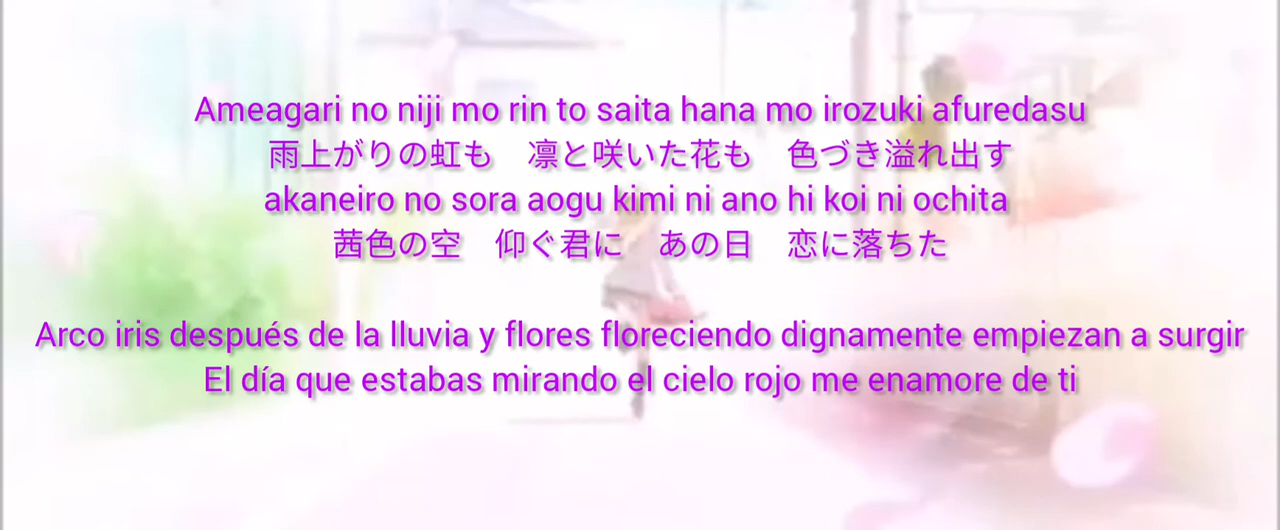 Ameagari no niji mo rin to saita hana mo irozuki afuredasu
雨上がりの虹も　凛と咲いた花も　色づき溢れ出す
akaneiro no sora aogu kimi ni ano hi koi ni ochita
茜色の空　仰ぐ君に　あの日　恋に落ちた
Arco iris después de la lluvia y flores floreciendo dignamente empiezan a surgir
El día que estabas mirando el cielo rojo me enamore de ti